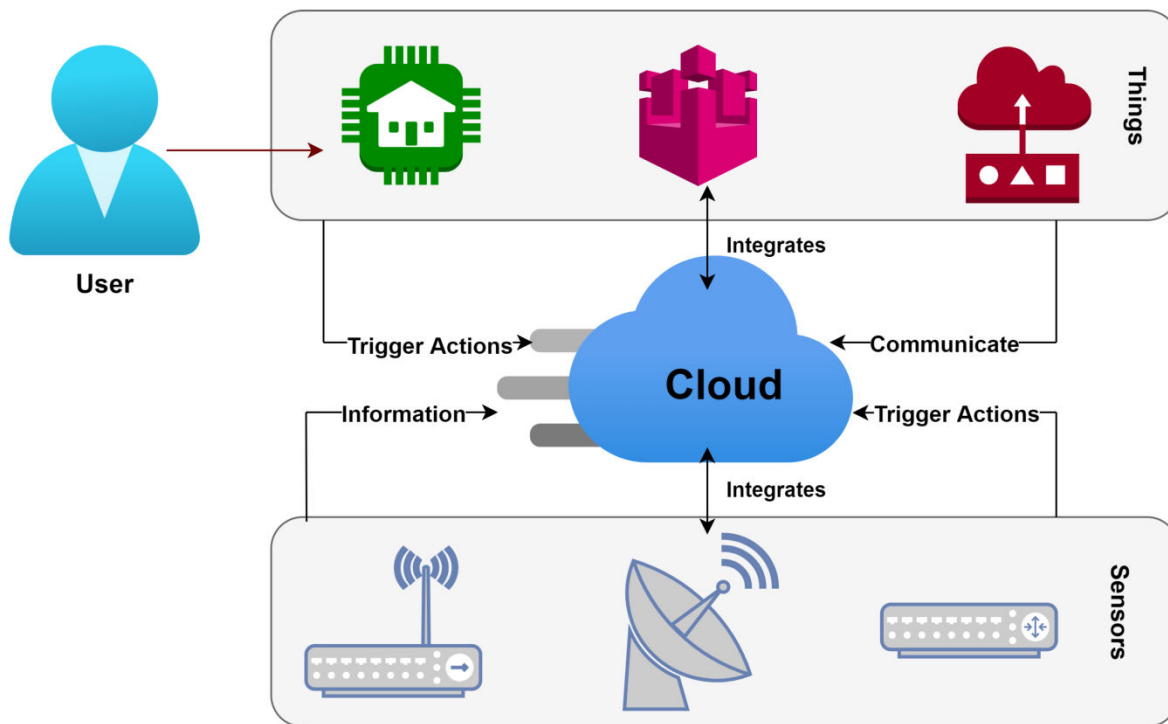 Things
User
Integrates
Trigger Actions
Communicate
Cloud
Information
Trigger Actions
Integrates
Sensors